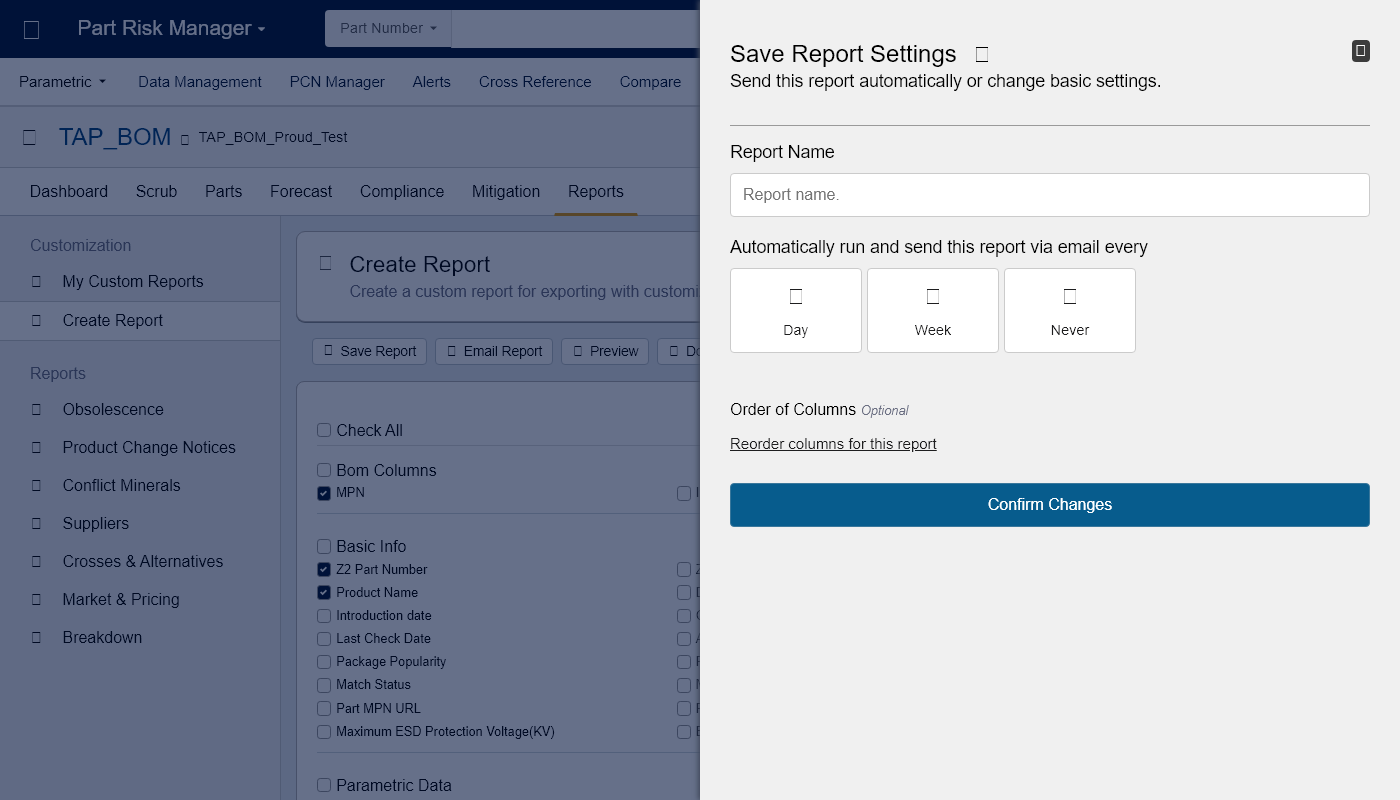 Part Risk Manager
Part Number
Parametric
Data Management
PCN Manager
Alerts
Cross Reference
Compare
TAP_BOM
TAP_BOM_Proud_Test
Dashboard
Scrub
Parts
Forecast
Compliance
Mitigation
Reports
Customization
My Custom Reports
Create Report
Reports
Obsolescence
Product Change Notices
Conflict Minerals
Suppliers
Crosses & Alternatives
Market & Pricing
Breakdown
Create Report
Create a custom report for exporting with
Save Report
Email Report
Preview
Check All
Bom Columns
MPN
Basic Info
Z2 Part Number
Product Name
Introduction date
Last Check Date
Package Popularity
Match Status
Part MPN URL
Maximum ESD Protection Voltage(KV)
Parametric Data
Save Report Settings
Send this report automatically or change basic settings.
Report Name
Report name.
Automatically run and send this report via email every
Day
Week
Never
Order of Columns Optional
Reorder columns for this report
Confirm Changes